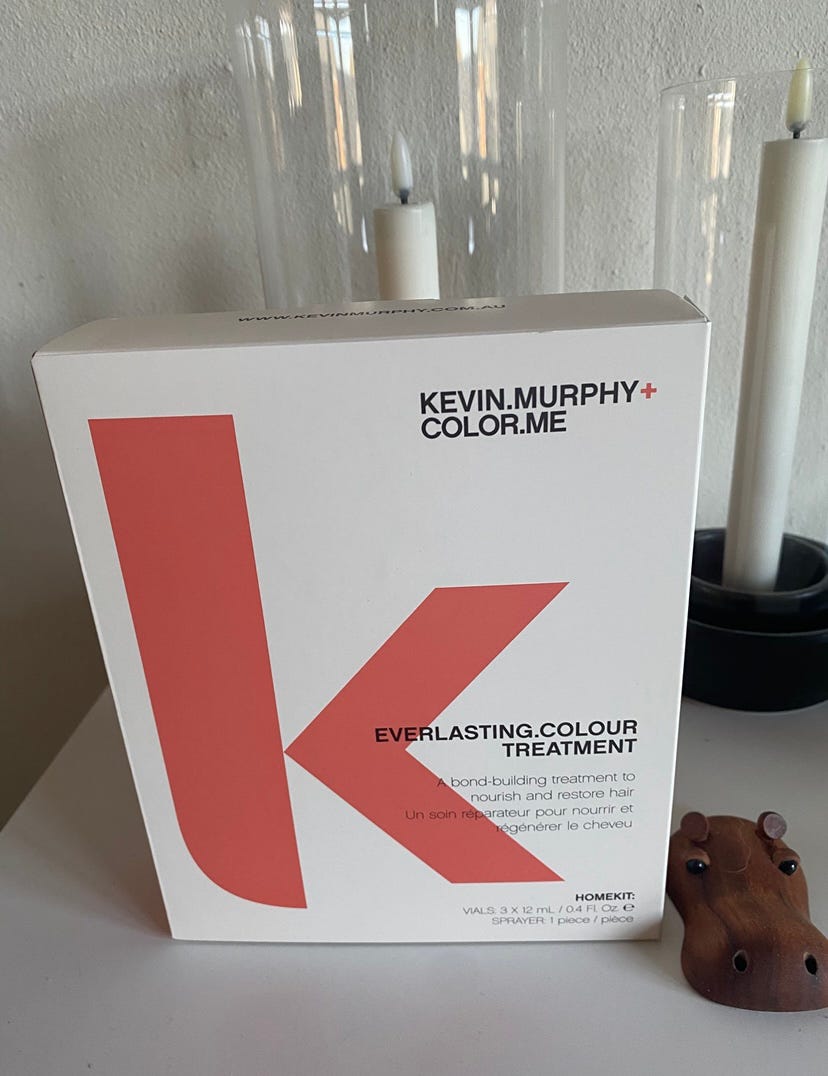 WWW.KEVINMURPHY.COM.AU
KEVIN.MURPHY+
COLOR.ME
k
EVERLASTING.COLOUR
TREATMENT
A bond-building treatment to
nourish and restore hair
Un soin réparateur pour nourrir et
régénérer le cheveu
HOMEKIT:
VIALS: 3 X 12 mL / 0.4 Fl. Oz. ℮
SPRAYER: 1 piece / pièce